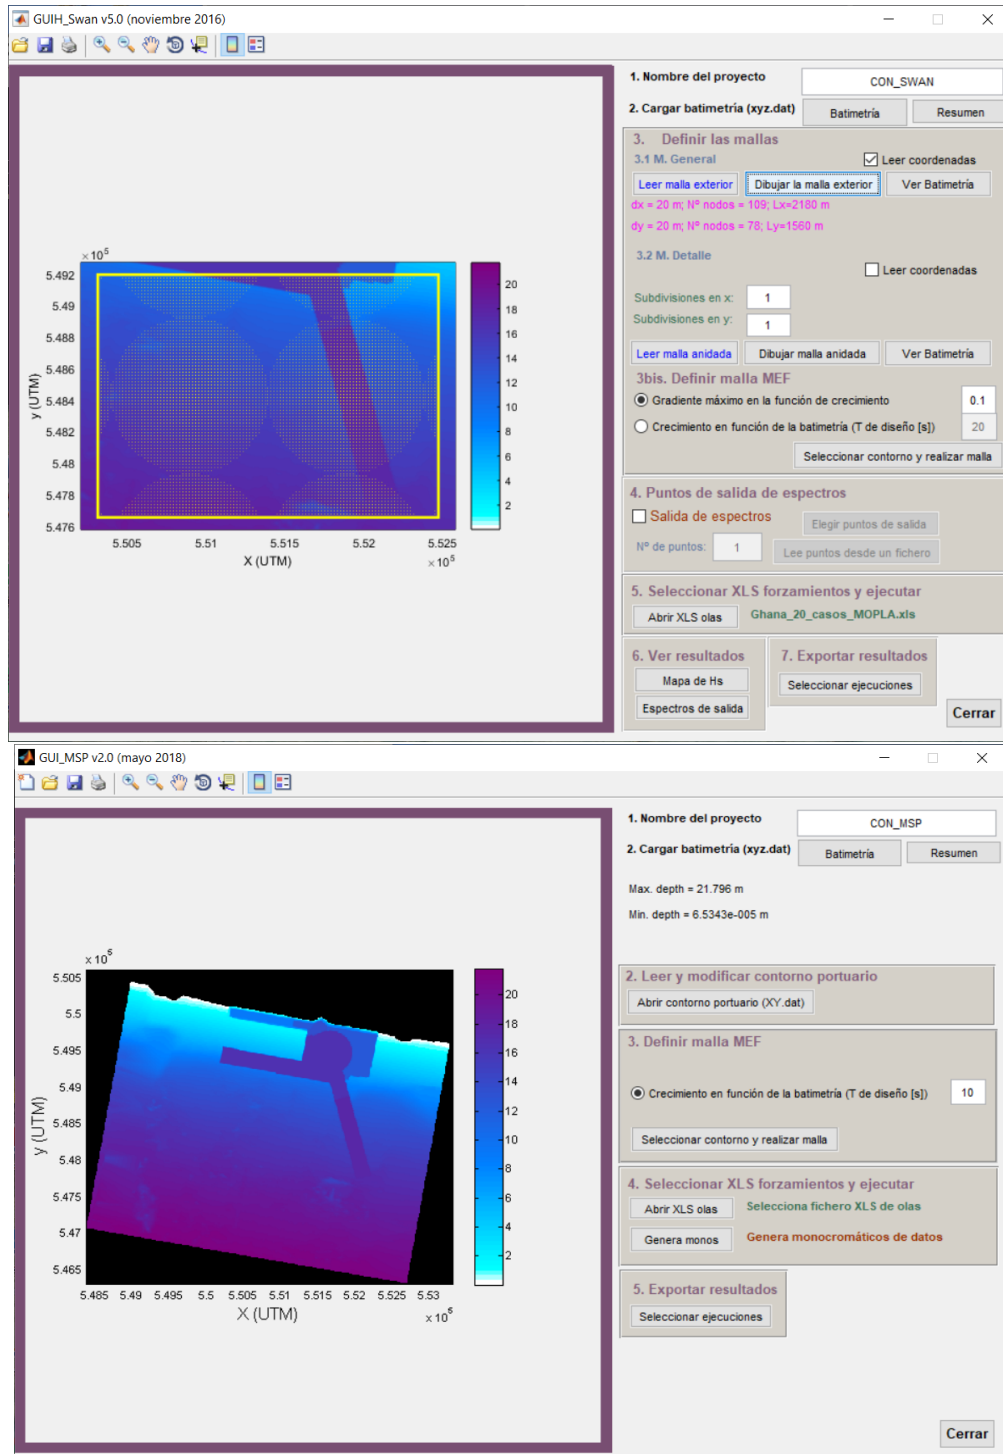 GUIH_Swan v5.0 (noviembre 2016)
1. Nombre del proyecto
CON_SWAN
2. Cargar batimetría (xyz.dat)
Batimetría
Resumen
3. Definir las mallas
3.1 M. General
Leer coordenadas
Leer malla exterior
Dibujar la malla exterior
Ver Batimetría
dx = 20 m; Nº nodos = 109; Lx=2180 m
dy = 20 m; Nº nodos = 78; Ly=1560 m
3.2 M. Detalle
Leer coordenadas
Subdivisiones en x:
1
Subdivisiones en y:
1
Leer malla anidada
Dibujar malla anidada
Ver Batimetría
3bis. Definir malla MEF
Gradiente máximo en la función de crecimiento
0.1
Crecimiento en función de la batimetría (T de diseño [s])
20
Seleccionar contorno y realizar malla
4. Puntos de salida de espectros
Salida de espectros
Elegir puntos de salida
Nº de puntos:
1
Lee puntos desde un fichero
5. Seleccionar XLS forzamientos y ejecutar
Abrir XLS olas
Ghana_20_casos_MOPLA.xls
6. Ver resultados
Mapa de Hs
Espectros de salida
7. Exportar resultados
Seleccionar ejecuciones
Cerrar
×10⁵
5.492
5.49
5.488
5.486
5.484
5.482
5.48
5.478
5.476
y (UTM)
5.505
5.51
5.515
5.52
5.525
X (UTM)
×10⁵
20
18
16
14
12
10
8
6
4
2
GUI_MSP v2.0 (mayo 2018)
1. Nombre del proyecto
CON_MSP
2. Cargar batimetría (xyz.dat)
Batimetría
Resumen
Max. depth = 21.796 m
Min. depth = 6.5343e-005 m
2. Leer y modificar contorno portuario
Abrir contorno portuario (XY.dat)
3. Definir malla MEF
Crecimiento en función de la batimetría (T de diseño [s])
10
Seleccionar contorno y realizar malla
4. Seleccionar XLS forzamientos y ejecutar
Abrir XLS olas
Selecciona fichero XLS de olas
Genera monos
Genera monocromáticos de datos
5. Exportar resultados
Seleccionar ejecuciones
Cerrar
×10⁵
5.505
5.5
5.495
5.49
5.485
5.48
5.475
5.47
5.465
y (UTM)
5.485 5.49 5.495 5.5 5.505 5.51 5.515 5.52 5.525 5.53
X (UTM)
×10⁵
20
18
16
14
12
10
8
6
4
2